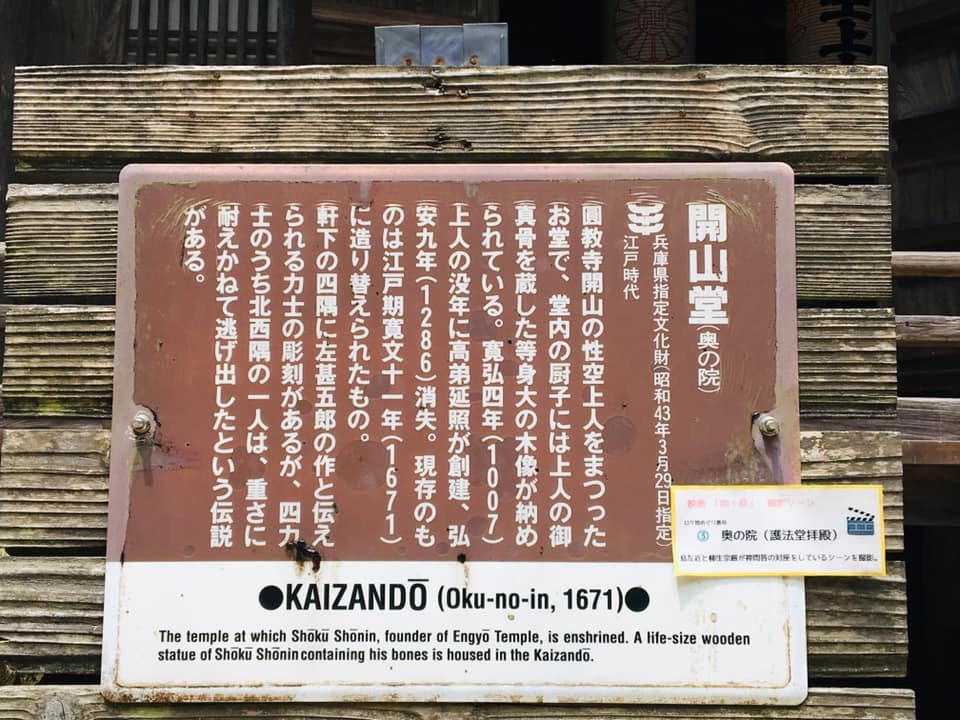 開山堂(奥の院)
兵庫県指定文化財(昭和43年3月29日指定)
江戸時代
圓教寺開山の性空上人をまつった
お堂で、堂内の厨子には上人の御
真骨を蔵した等身大の木像が納め
られている。寛弘四年(1007)
上人の没年に高弟延照が創建、弘
安九年(1286)消失。現存のも
のは江戸期寛文十一年(1671)
に造り替えられたもの。
軒下の四隅に左甚五郎の作と伝え
られる力士の彫刻があるが、四力
士のうち北西隅の一人は、重さに
耐えかねて逃げ出したという伝説
がある。
●KAIZANDŌ (Oku-no-in, 1671)●
The temple at which Shōkū Shōnin, founder of Engyō Temple, is enshrined. A life-size wooden
statue of Shōkū Shōnin containing his bones is housed in the Kaizandō.
ロケ地めぐり番号
⑤ 奥の院(護法堂拝殿)